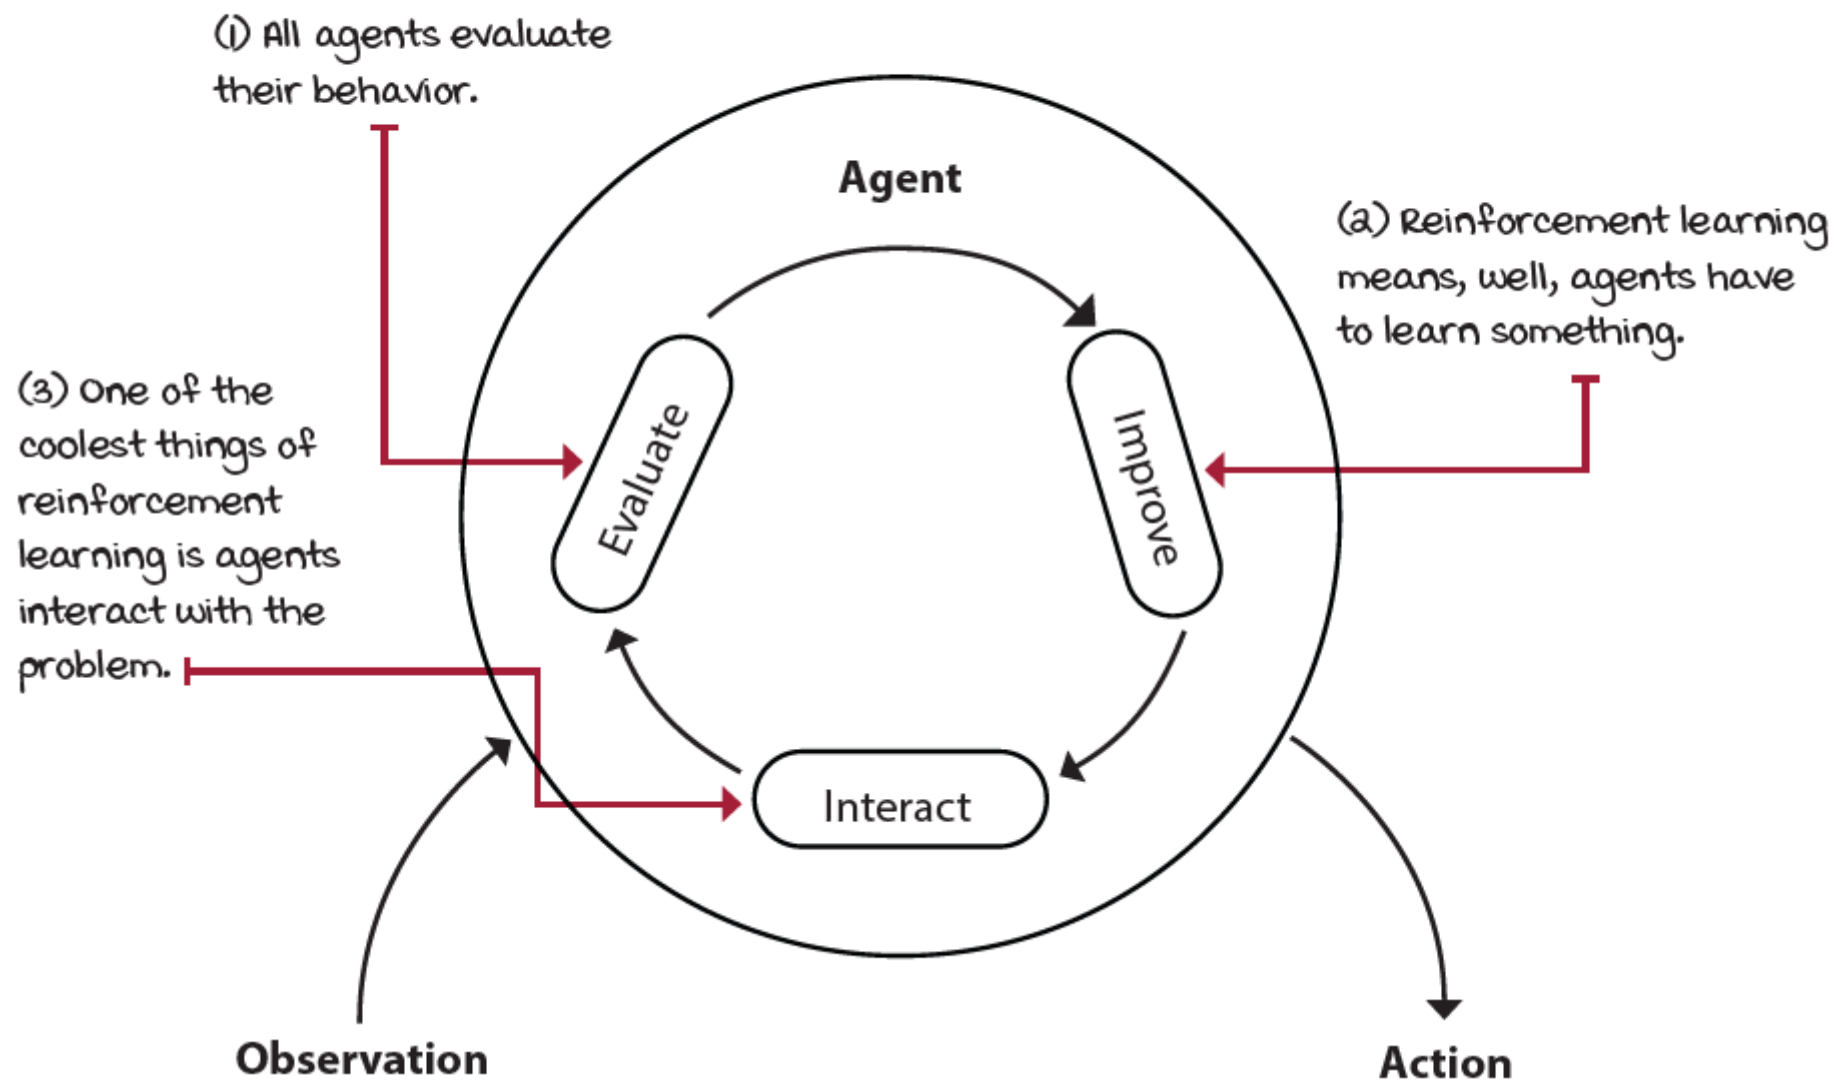 (1) All agents evaluate
their behavior.
Agent
(2) Reinforcement learning
means, well, agents have
to learn something.
(3) One of the
coolest things of
reinforcement
learning is agents
interact with the
problem.
Evaluate
Improve
Interact
Observation
Action